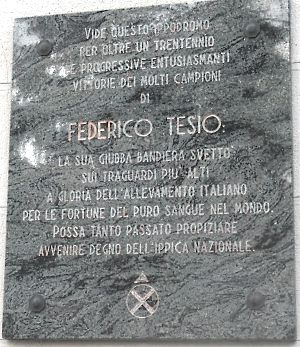 VIDE QUESTO IPPODROMO
PER OLTRE UN TRENTENNIO
LE PROGRESSIVE ENTUSIASMANTI
VITTORIE DEI MOLTI CAMPIONI
DI
FEDERICO TESIO:
LA SUA GIUBBA BANDIERA SVETTO'
SUI TRAGUARDI PIU' ALTI
A GLORIA DELL'ALLEVAMENTO ITALIANO
PER LE FORTUNE DEL PURO SANGUE NEL MONDO.
POSSA TANTO PASSATO PROPIZIARE
AVVENIRE DEGNO DELL'IPPICA NAZIONALE.